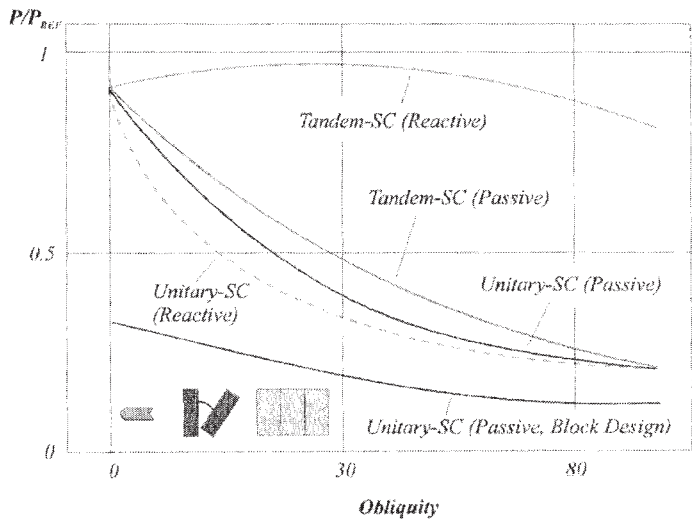 P/P_REF
1
Tandem-SC (Reactive)
Tandem-SC (Passive)
0.5
Unitary-SC
(Reactive)
Unitary-SC (Passive)
Unitary-SC (Passive, Block Design)
0
0
30
80
Obliquity